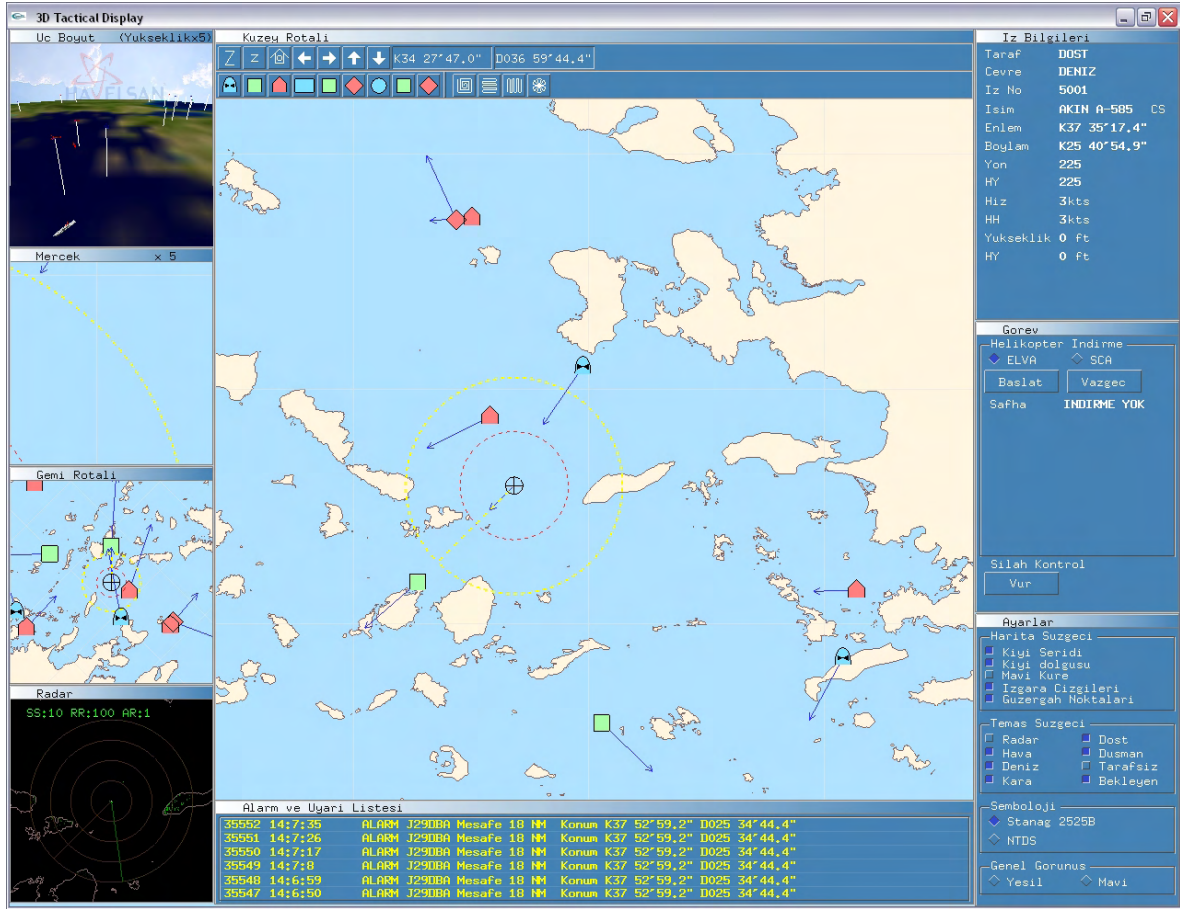 3D Tactical Display
Uc Boyut (Yukseklikx5)
HAVELSAN
Mercek x 5
Gemi Rotali
Radar
SS:10 RR:100 AR:1
Kuzey Rotali
Z z K34 27'47.0" D036 59'44.4"
Alarm ve Uyari Listesi
35552 14:7:35 ALARM J29DBA Mesafe 18 NM Konum K37 52'59.2" D025 34'44.4"
35551 14:7:26 ALARM J29DBA Mesafe 18 NM Konum K37 52'59.2" D025 34'44.4"
35550 14:7:17 ALARM J29DBA Mesafe 18 NM Konum K37 52'59.2" D025 34'44.4"
35549 14:7:8 ALARM J29DBA Mesafe 18 NM Konum K37 52'59.2" D025 34'44.4"
35548 14:6:59 ALARM J29DBA Mesafe 18 NM Konum K37 52'59.2" D025 34'44.4"
35547 14:6:50 ALARM J29DBA Mesafe 18 NM Konum K37 52'59.2" D025 34'44.4"
Iz Bilgileri
Taraf DOST
Cevre DENIZ
Iz No 5001
Isim AKIN A-585 CS
Enlem K37 35'17.4"
Boylam K25 40'54.9"
Yon 225
HY 225
Hiz 3kts
HH 3kts
Yukseklik 0 ft
HY 0 ft
Gorev
Helikopter Indirme
ELVA SCA
Baslat Vazgec
Safha INDIRME YOK
Silah Kontrol
Vur
Ayarlar
Harita Suzgeci
Kiyi Seridi
Kiyi dolgusu
Mavi Kure
Izgara Cizgileri
Guzergah Noktalari
Temas Suzgeci
Radar Dost
Hava Dusman
Deniz Tarafsiz
Kara Bekleyen
Semboloji
Stanag 2525B
NTDS
Genel Gorunus
Yesil Mavi